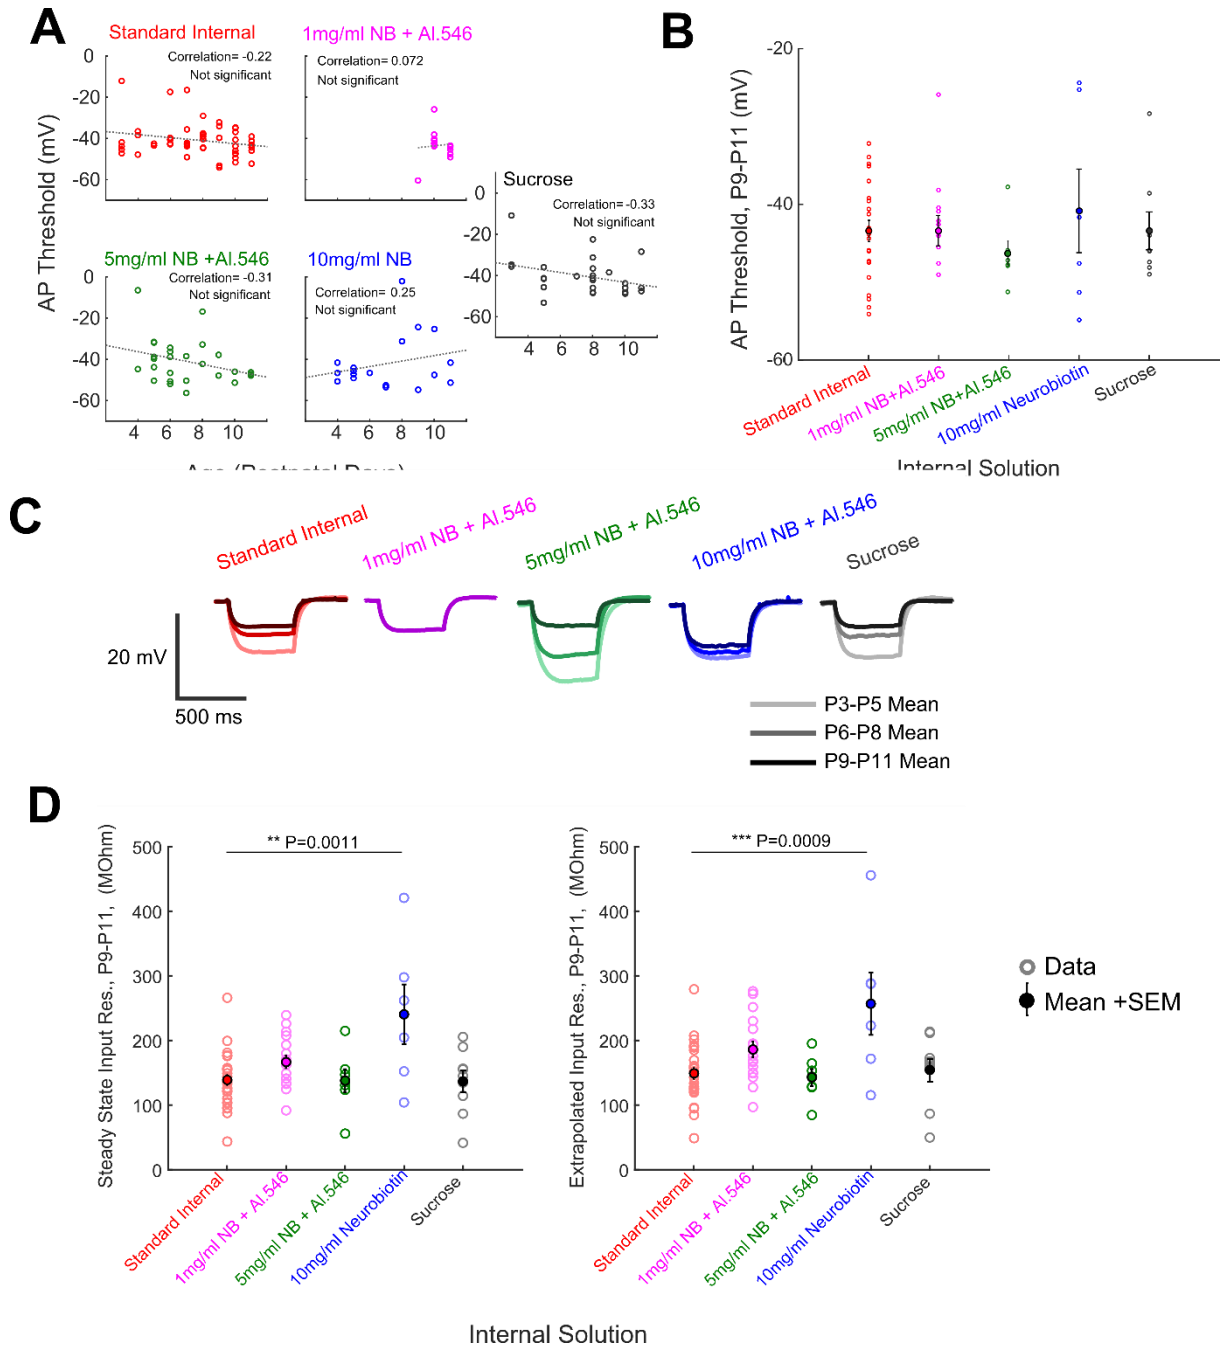 A
Standard Internal
1mg/ml NB + Al.546
B
0
-20
-40
-60
Correlation= -0.22
Not significant
Correlation= 0.072
Not significant
AP Threshold (mV)
Sucrose
0
-20
-40
-60
Correlation= -0.33
Not significant
4 6 8 10
5mg/ml NB +Al.546
10mg/ml NB
0
-20
-40
-60
Correlation= -0.31
Not significant
Correlation= 0.25
Not significant
4 6 8 10
4 6 8 10
Age (Postnatal Days)
AP Threshold, P9-P11 (mV)
-20
-40
-60
Standard Internal
1mg/ml NB+Al.546
5mg/ml NB+Al.546
10mg/ml Neurobiotin
Sucrose
Internal Solution
C
Standard Internal
1mg/ml NB + Al.546
5mg/ml NB + Al.546
10mg/ml NB + Al.546
Sucrose
20 mV
500 ms
P3-P5 Mean
P6-P8 Mean
P9-P11 Mean
D
Steady State Input Res., P9-P11, (MOhm)
500
400
300
200
100
0
** P=0.0011
Standard Internal
1mg/ml NB + Al.546
5mg/ml NB + Al.546
10mg/ml Neurobiotin
Sucrose
Extrapolated Input Res., P9-P11, (MOhm)
500
400
300
200
100
0
*** P=0.0009
Standard Internal
1mg/ml NB + Al.546
5mg/ml NB + Al.546
10mg/ml Neurobiotin
Sucrose
Data
Mean +SEM
Internal Solution